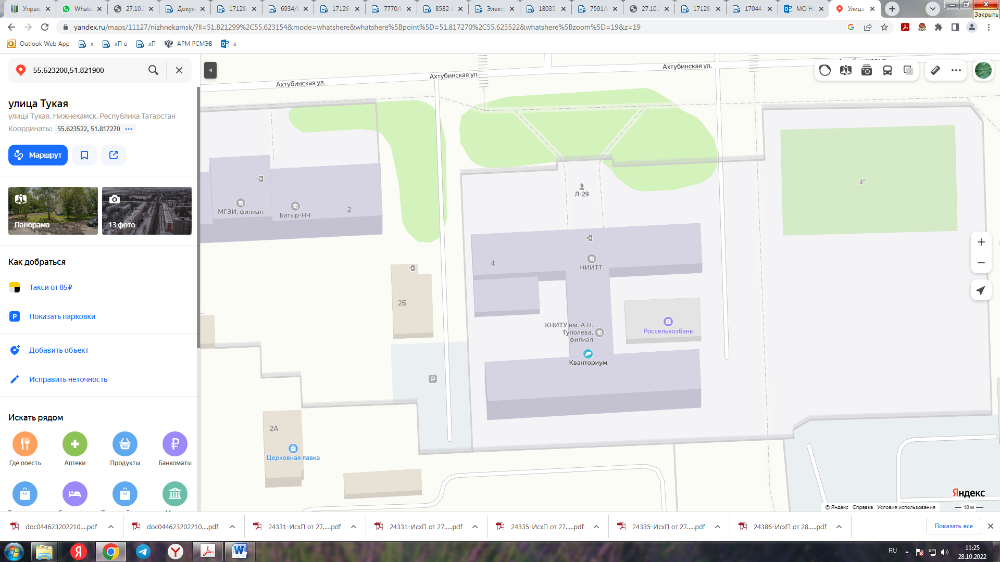 Управ.
Whats
27.10.2
Докум
17128-
6934/
17128-
7770/
8582-
Электр
18035-
7591/
27.10.2
17128-
17044-
МО Н
Улица
Закрыть
yandex.ru/maps/11127/nizhnekamsk/?ll=51.821299%2C55.623154&mode=whatshere&whatshere%5Bpoint%5D=51.817270%2C55.623522&whatshere%5Bzoom%5D=19&z=19
Outlook Web App
х
хП о
хП
АРМ РСМЭВ
х
55.623200,51.821900
улица Тукая
улица Тукая, Нижнекамск, Республика Татарстан
Координаты: 55.623522, 51.817270
Маршрут
Панорама
13 фото
Как добраться
Такси от 85₽
Показать парковки
Добавить объект
Исправить неточность
Искать рядом
Где поесть
Аптеки
Продукты
Банкоматы
Ахтубинская ул.
Ахтубинская ул.
Ахтубинская ул.
Л-29
МГЭИ, филиал
Батыр-НЧ
2
4
НИИТТ
2Б
КНИТУ им. А.Н.
Туполева,
филиал
Россельхозбанк
Кванториум
P
2А
Церковная лавка
Яндекс
© Яндекс Справка Условия использования
10 м
doc044623202210....pdf
doc044623202210....pdf
24331-ИсхП от 27.....pdf
24331-ИсхП от 27.....pdf
24335-ИсхП от 27.....pdf
24335-ИсхП от 27.....pdf
24386-ИсхП от 28.....pdf
Показать все
RU
11:25
28.10.2022